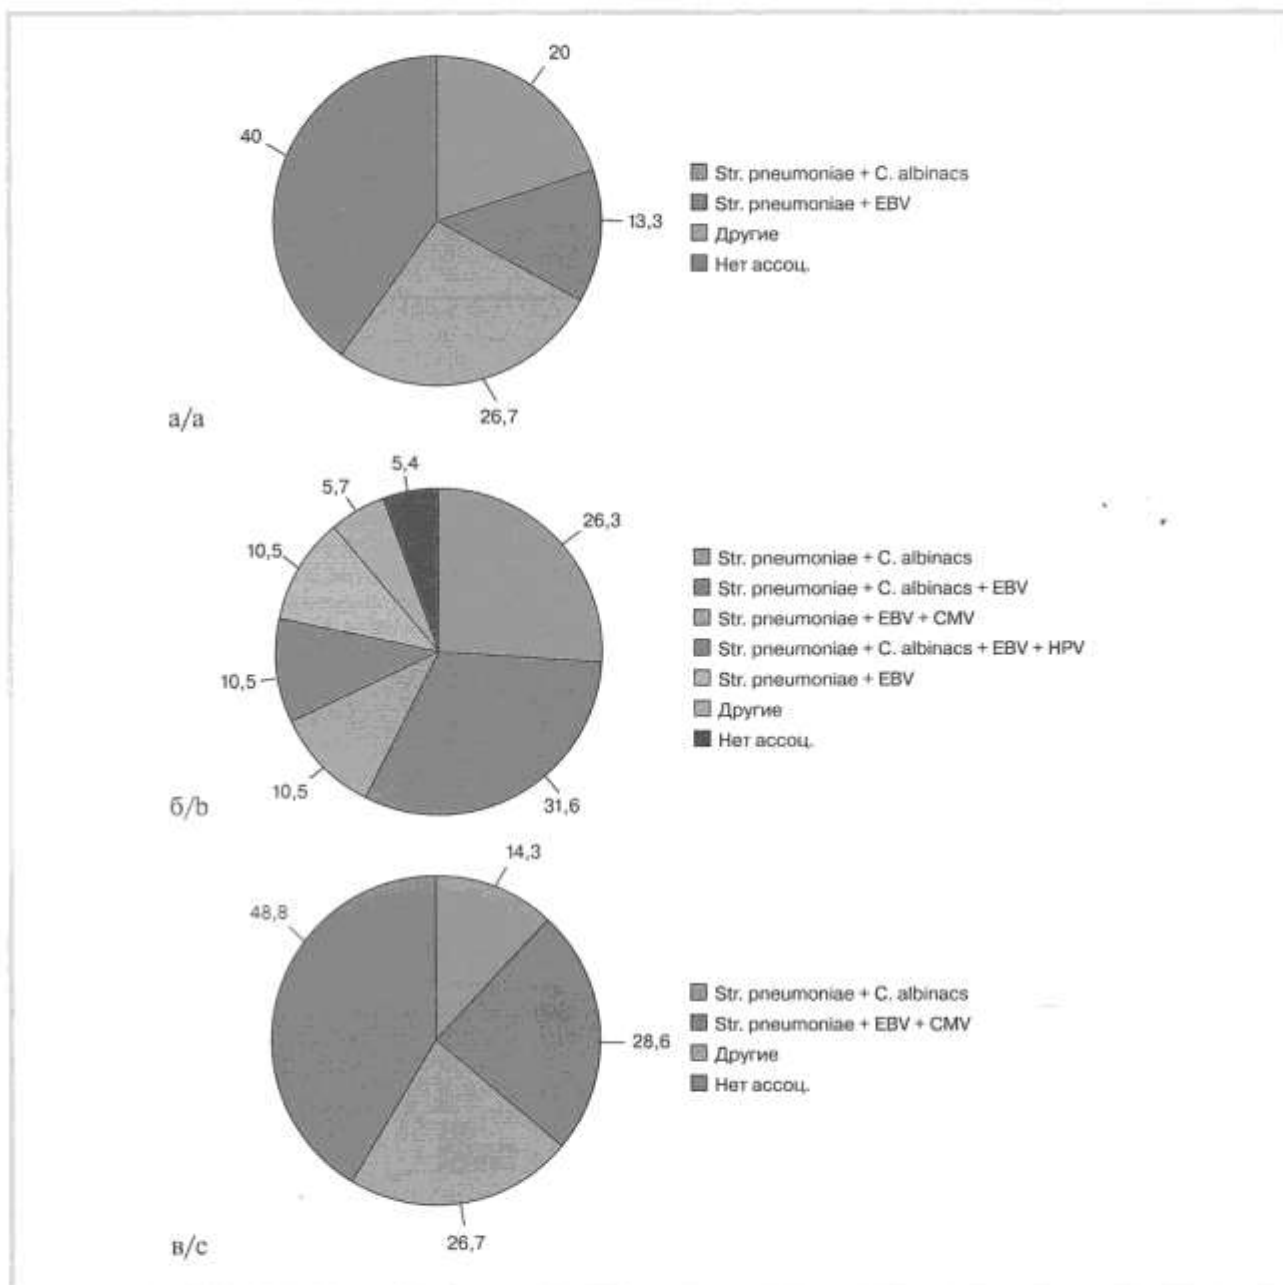 20
40
13,3
26,7
Str. pneumoniae + C. albinacs
Str. pneumoniae + EBV
Другие
Нет ассоц.
а/a
5,4
5,7
26,3
10,5
10,5
10,5
31,6
Str. pneumoniae + C. albinacs
Str. pneumoniae + C. albinacs + EBV
Str. pneumoniae + EBV + CMV
Str. pneumoniae + C. albinacs + EBV + HPV
Str. pneumoniae + EBV
Другие
Нет ассоц.
б/b
14,3
48,8
28,6
26,7
Str. pneumoniae + C. albinacs
Str. pneumoniae + EBV + CMV
Другие
Нет ассоц.
в/c